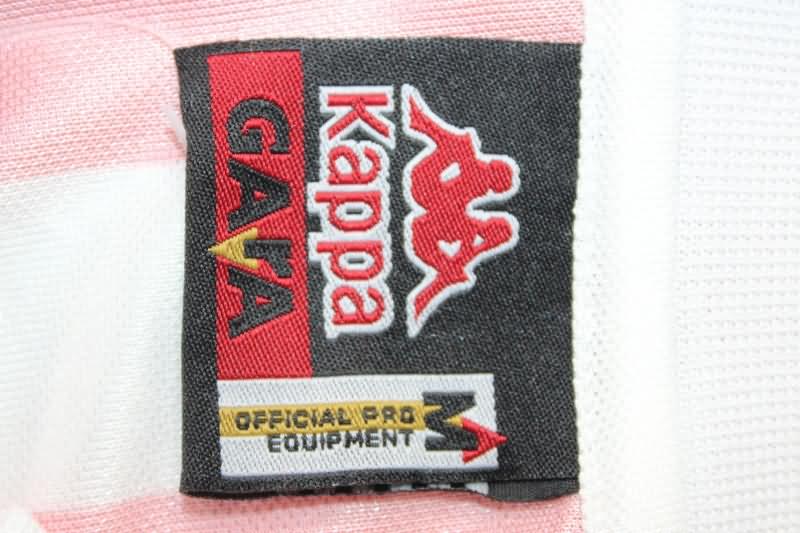 Kappa
GARA
OFFICIAL PRO
EQUIPMENT